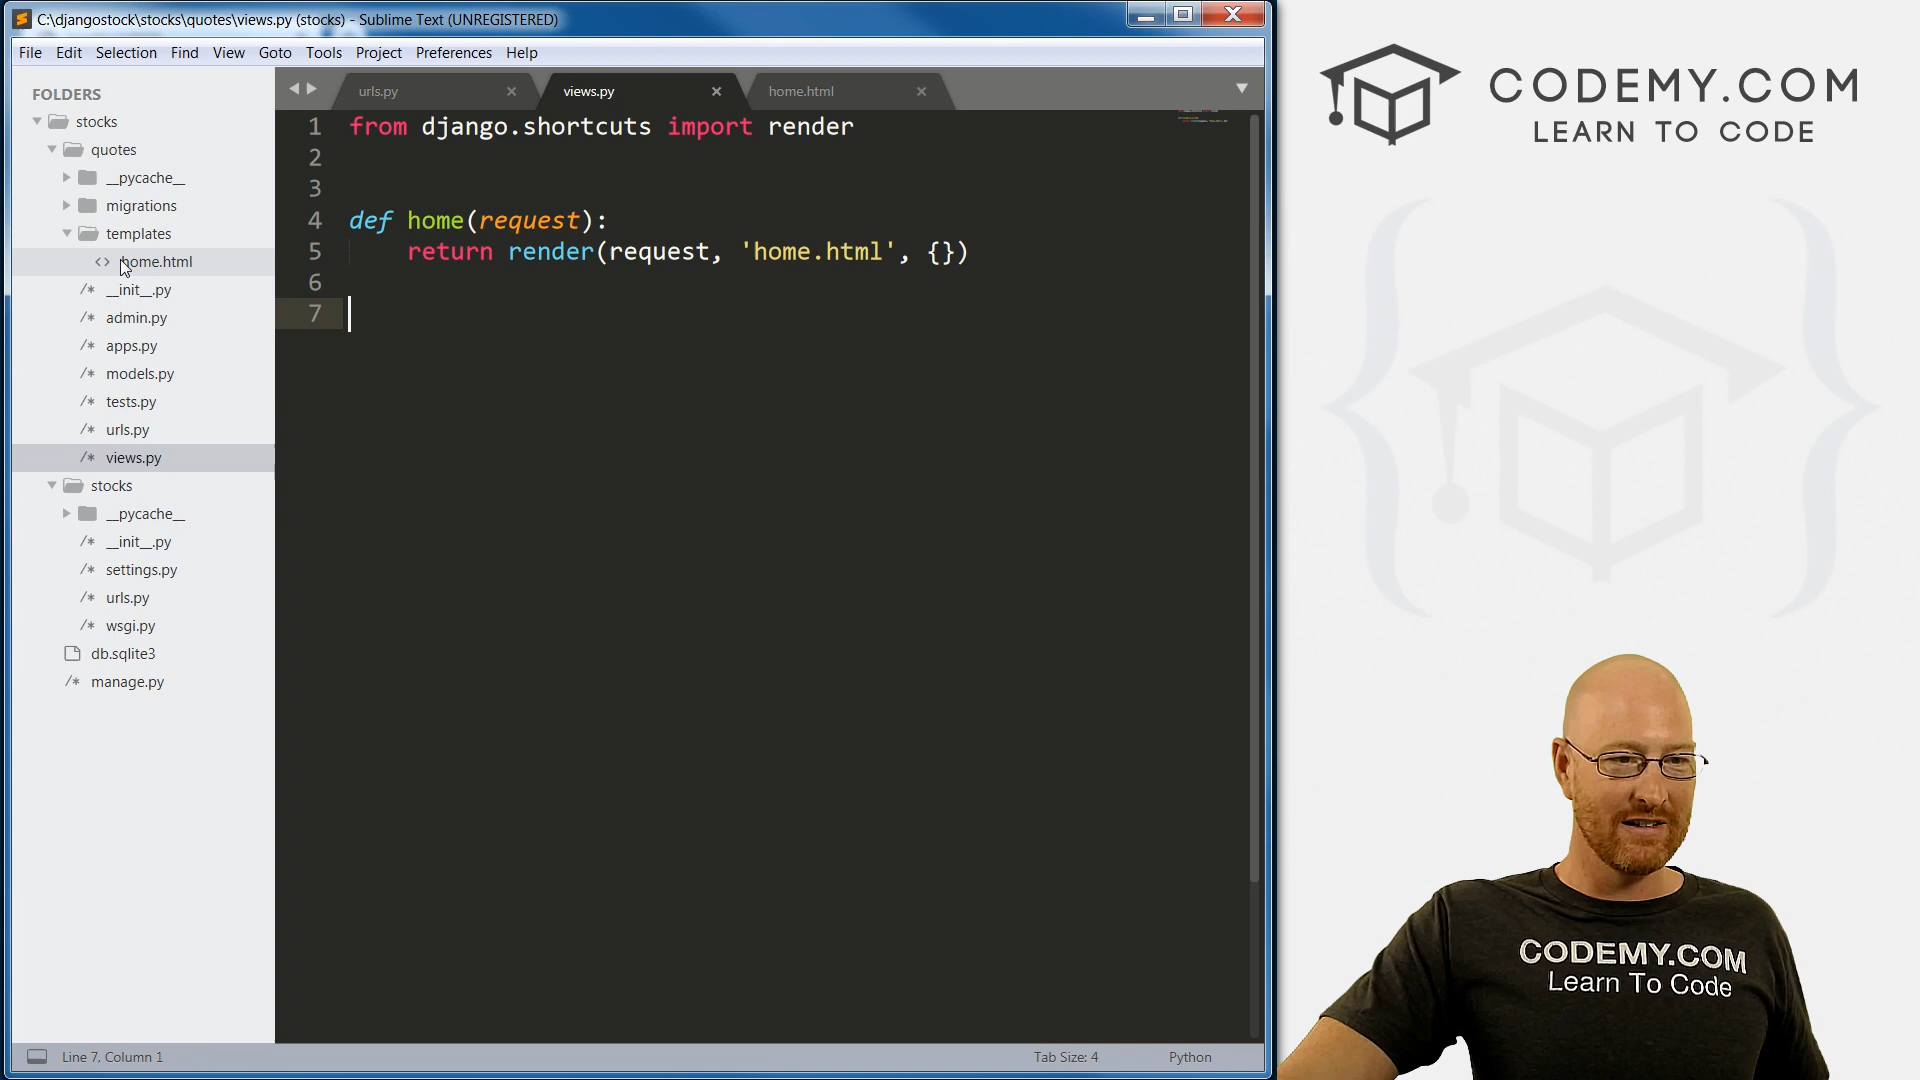 C:\djangostock\stocks\quotes\views.py (stocks) - Sublime Text (UNREGISTERED)
File Edit Selection Find View Goto Tools Project Preferences Help
FOLDERS
stocks
quotes
__pycache__
migrations
templates
<> home.html
/* __init__.py
/* admin.py
/* apps.py
/* models.py
/* tests.py
/* urls.py
/* views.py
stocks
__pycache__
/* __init__.py
/* settings.py
/* urls.py
/* wsgi.py
db.sqlite3
/* manage.py
urls.py views.py home.html
1 from django.shortcuts import render
2
3
4 def home(request):
5     return render(request, 'home.html', {})
6
7
Line 7, Column 1 Tab Size: 4 Python
CODEMY.COM
LEARN TO CODE
CODEMY.COM
Learn To Code